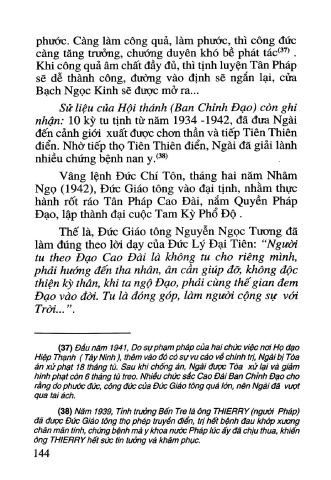 phước. Càng làm công quả, làm phước, thì công đức
càng tăng trưởng, chướng duyên khó bề phát tác(37) .
Khi công quả âm chất đầy đủ, thì tịnh luyện Tân Pháp
sẽ dễ thành công, đường vào định sẽ ngắn lại, cửa
Bạch Ngọc Kinh sẽ được mở ra...
Sử liệu của Hội thánh (Ban Chỉnh Đạo) còn ghi
nhận: 10 kỳ tu tịnh từ năm 1934 -1942, đã đưa Ngài
đến cảnh giới xuất được chơn thần và tiếp Tiên Thiên
điển. Nhờ tiếp thọ Tiên Thiên điển, Ngài đã giải lành
nhiều chứng bệnh nan y.(38)
Vâng lệnh Đức Chí Tôn, tháng hai năm Nhâm
Ngọ (1942), Đức Giáo tông vào đại tịnh, nhằm thực
hành rốt ráo Tân Pháp Cao Đài, nắm Quyền Pháp
Đạo, lập thành đại cuộc Tam Kỳ Phổ Độ .
Thế là, Đức Giáo tông Nguyễn Ngọc Tương đã
làm đúng theo lời dạy của Đức Lý Đại Tiên: “Người
tu theo Đạo Cao Đài là không tu cho riêng mình,
phải hướng đến tha nhân, ân cần giúp đỡ, không độc
thiện kỳ thân, khi ta ngộ Đạo, phải cùng thế gian đem
Đạo vào đời. Tu là đóng góp, làm người cộng sự với
Trời...”.
(37) Đầu năm 1941, Do sự phạm pháp của hai chức việc nơi Họ đạo
Hiệp Thạnh ( Tây Ninh ), thêm vào đó có sự vu cáo về chính trị, Ngài bị Tòa
án xử phạt 18 tháng tù. Sau khi chống án, Ngài được Tòa xử lại và giảm
hình phạt còn 6 tháng tù treo. Nhiều chức sắc Cao Đài Ban Chỉnh Đạo cho
rằng do phước đức, công đức của Đức Giáo tông quá lớn, nên Ngài đã vượt
qua tai ách.
(38) Năm 1939, Tỉnh trưởng Bến Tre là ông THIERRY (người Pháp)
đã được Đức Giáo tông thọ pháp truyền điển, trị hết bệnh đau khớp xương
chân mãn tính, chứng bệnh mà y khoa nước Pháp lúc ấy đã chịu thua, khiến
ông THIERRY hết sức tin tưởng và khâm phục.
144